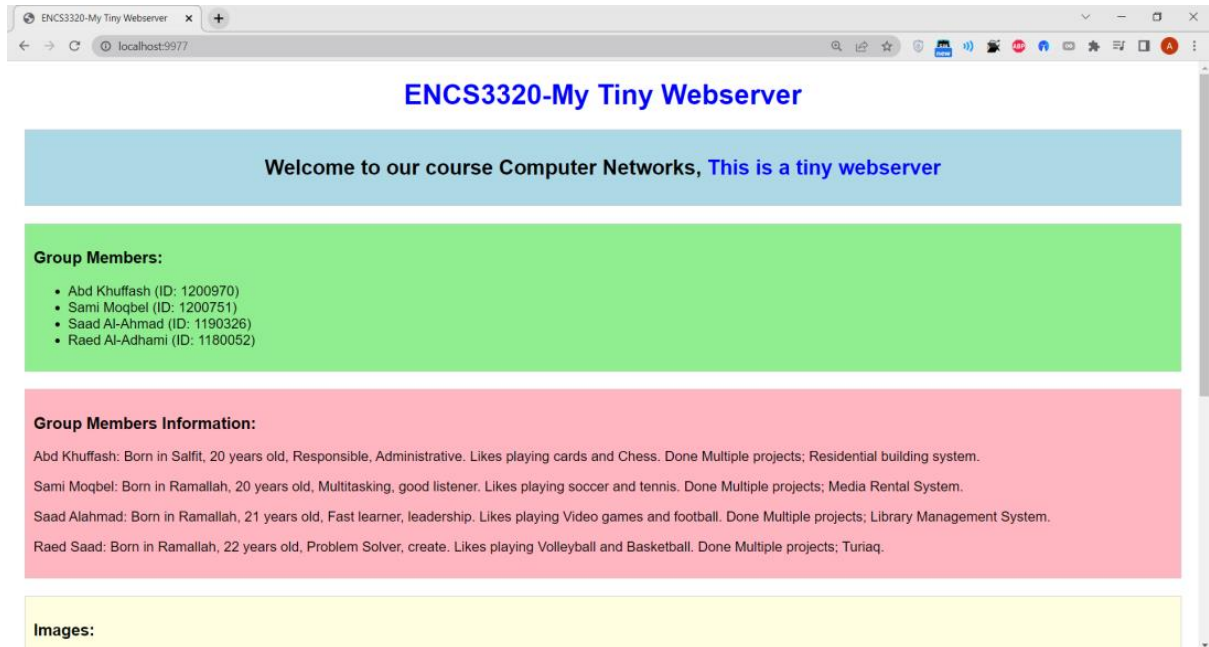 ENCS3320-My Tiny Webserver
localhost:9977
new
ABP
A
ENCS3320-My Tiny Webserver
Welcome to our course Computer Networks, This is a tiny webserver
Group Members:
• Abd Khuffash (ID: 1200970)
• Sami Moqbel (ID: 1200751)
• Saad Al-Ahmad (ID: 1190326)
• Raed Al-Adhami (ID: 1180052)
Group Members Information:
Abd Khuffash: Born in Salfit, 20 years old, Responsible, Administrative. Likes playing cards and Chess. Done Multiple projects; Residential building system.
Sami Moqbel: Born in Ramallah, 20 years old, Multitasking, good listener. Likes playing soccer and tennis. Done Multiple projects; Media Rental System.
Saad Alahmad: Born in Ramallah, 21 years old, Fast learner, leadership. Likes playing Video games and football. Done Multiple projects; Library Management System.
Raed Saad: Born in Ramallah, 22 years old, Problem Solver, create. Likes playing Volleyball and Basketball. Done Multiple projects; Turiaq.
Images: